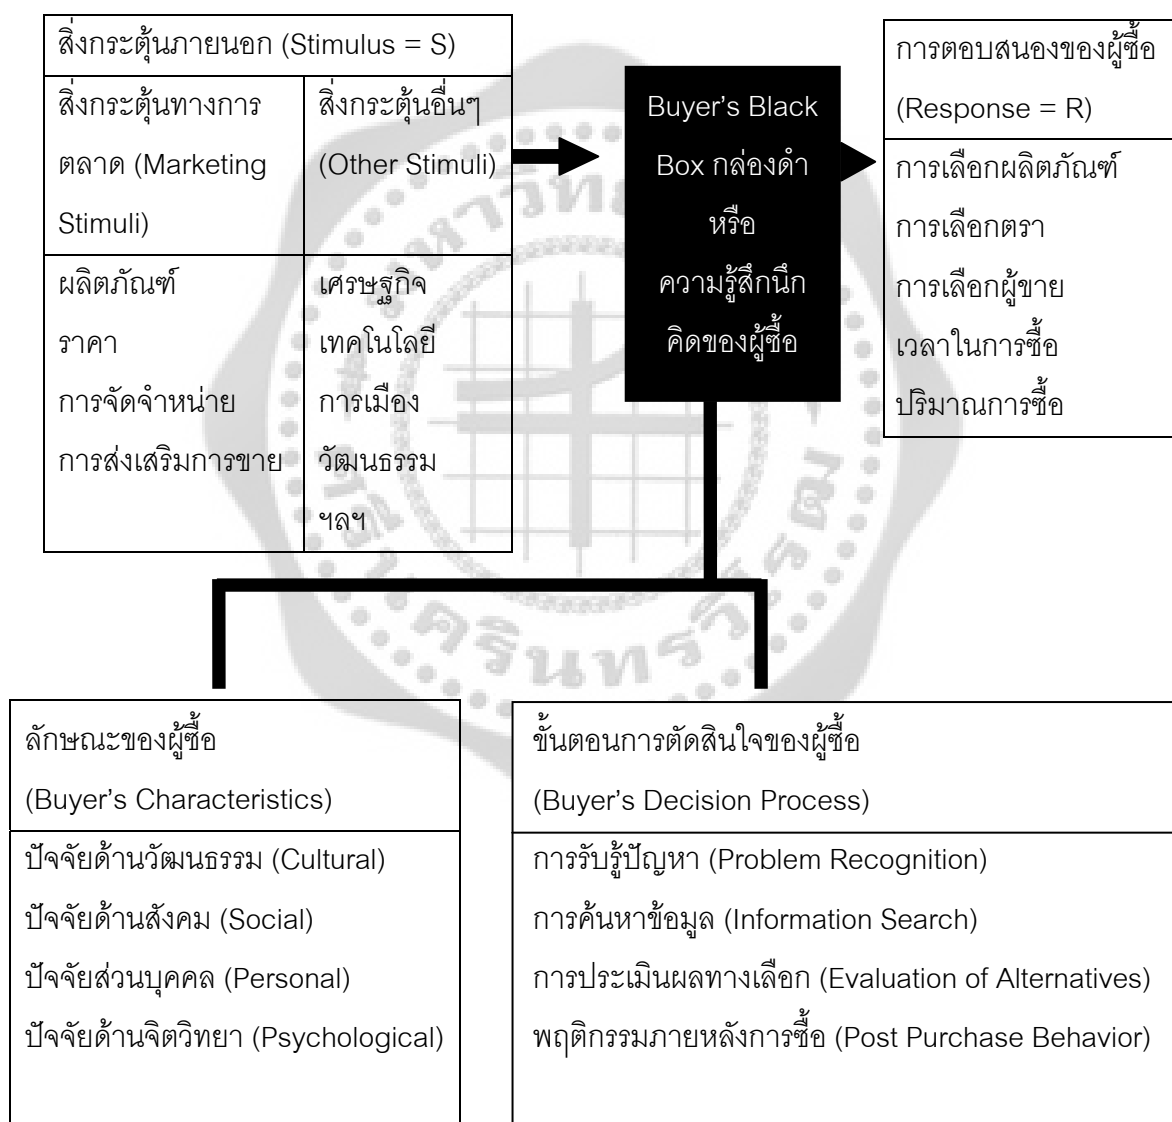 สิ่งกระตุ้นภายนอก (Stimulus = S)
สิ่งกระตุ้นทางการ
ตลาด (Marketing
Stimuli)
สิ่งกระตุ้นอื่นๆ
(Other Stimuli)
ผลิตภัณฑ์
ราคา
การจัดจำหน่าย
การส่งเสริมการขาย
เศรษฐกิจ
เทคโนโลยี
การเมือง
วัฒนธรรม
ฯลฯ
Buyer’s Black
Box กล่องดำ
หรือ
ความรู้สึกนึก
คิดของผู้ซื้อ
การตอบสนองของผู้ซื้อ
(Response = R)
การเลือกผลิตภัณฑ์
การเลือกตรา
การเลือกผู้ขาย
เวลาในการซื้อ
ปริมาณการซื้อ
ลักษณะของผู้ซื้อ
(Buyer’s Characteristics)
ปัจจัยด้านวัฒนธรรม (Cultural)
ปัจจัยด้านสังคม (Social)
ปัจจัยส่วนบุคคล (Personal)
ปัจจัยด้านจิตวิทยา (Psychological)
ขั้นตอนการตัดสินใจของผู้ซื้อ
(Buyer’s Decision Process)
การรับรู้ปัญหา (Problem Recognition)
การค้นหาข้อมูล (Information Search)
การประเมินผลทางเลือก (Evaluation of Alternatives)
พฤติกรรมภายหลังการซื้อ (Post Purchase Behavior)